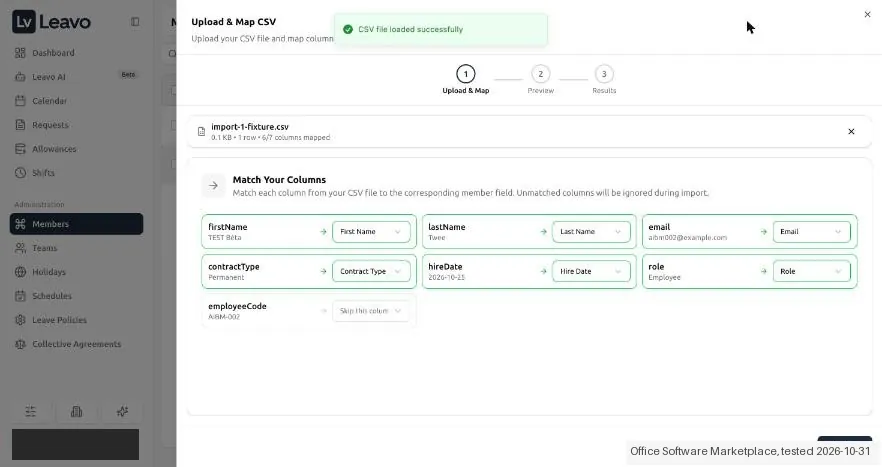 Lv Leavo
Dashboard
Leavo AI
Beta
Calendar
Requests
Allowances
Shifts
Administration
Members
Teams
Holidays
Schedules
Leave Policies
Collective Agreements
Upload & Map CSV
Upload your CSV file and map column
CSV file loaded successfully
1
2
3
Upload & Map
Preview
Results
import-1-fixture.csv
0.1 KB • 1 row • 6/7 columns mapped
Match Your Columns
Match each column from your CSV file to the corresponding member field. Unmatched columns will be ignored during import.
firstName
TEST Bèta
First Name
lastName
Twee
Last Name
email
aibm002@example.com
Email
contractType
Permanent
Contract Type
hireDate
2026-10-25
Hire Date
role
Employee
Role
employeeCode
AIBM-002
Skip this colum
Office Software Marketplace, tested 2026-10-31